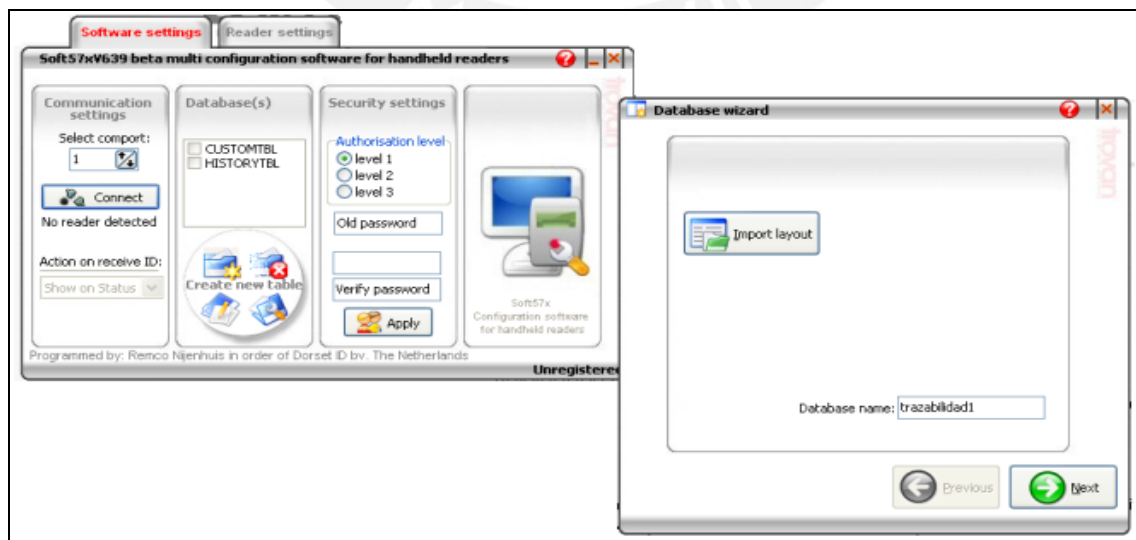 Software settings
Reader settings
Soft57xV639 beta multi configuration software for handheld readers
Communication
settings
Select comport:
1
Connect
No reader detected
Action on receive ID:
Show on Status
Database(s)
CUSTOMTBL
HISTORYTBL
Create new table
Security settings
Authorisation level
level 1
level 2
level 3
Old password
Verify password
Apply
Soft57x
Configuration software
for handheld readers
Programmed by: Remco Nijenhuis in order of Dorset ID bv. The Netherlands
Unregistere
trovan
Database wizard
trovan
Import layout
Database name: trazabilidad1
Previous
Next